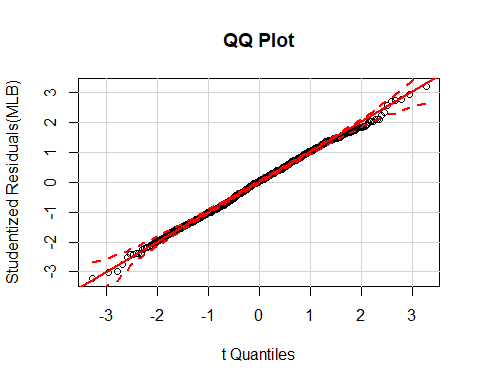 QQ Plot
Studentized Residuals(MLB)
3
2
1
0
-1
-2
-3
-3 -2 -1 0 1 2 3
t Quantiles